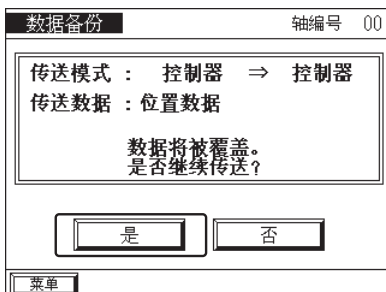 数据备份 轴编号 00
传送模式 : 控制器 ⇒ 控制器
传送数据 : 位置数据
数据将被覆盖。
是否继续传送?
是 否
菜单